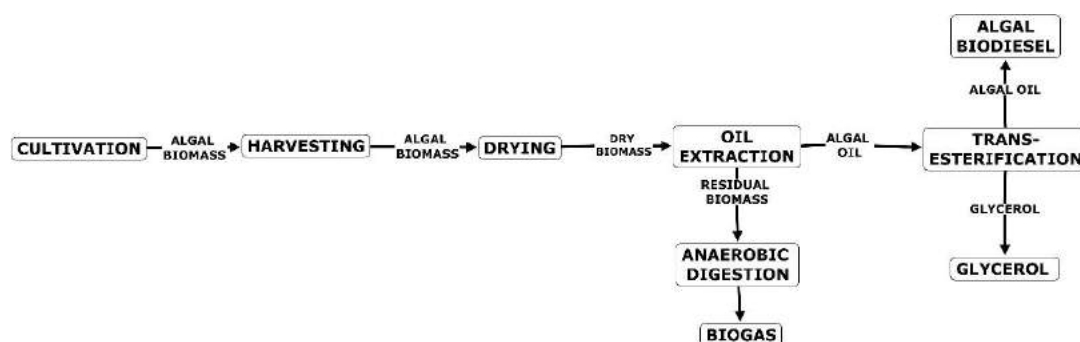 ALGAL
BIODIESEL
ALGAL OIL
CULTIVATION
ALGAL
BIOMASS
HARVESTING
ALGAL
BIOMASS
DRYING
DRY
BIOMASS
OIL
EXTRACTION
ALGAL
OIL
TRANS-
ESTERIFICATION
RESIDUAL
BIOMASS
GLYCEROL
ANAEROBIC
DIGESTION
GLYCEROL
BIOGAS